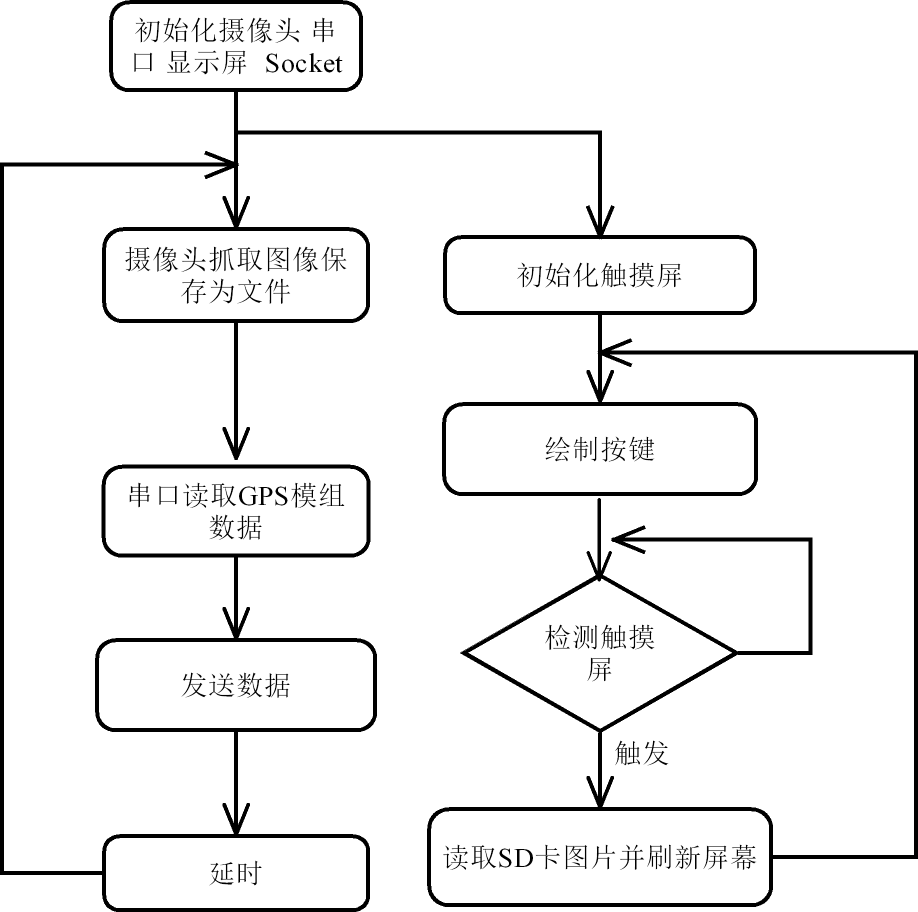 初始化摄像头 串
口 显示屏 Socket
摄像头抓取图像保
存为文件
初始化触摸屏
绘制按键
串口读取GPS模组
数据
检测触摸
屏
发送数据
触发
延时
读取SD卡图片并刷新屏幕